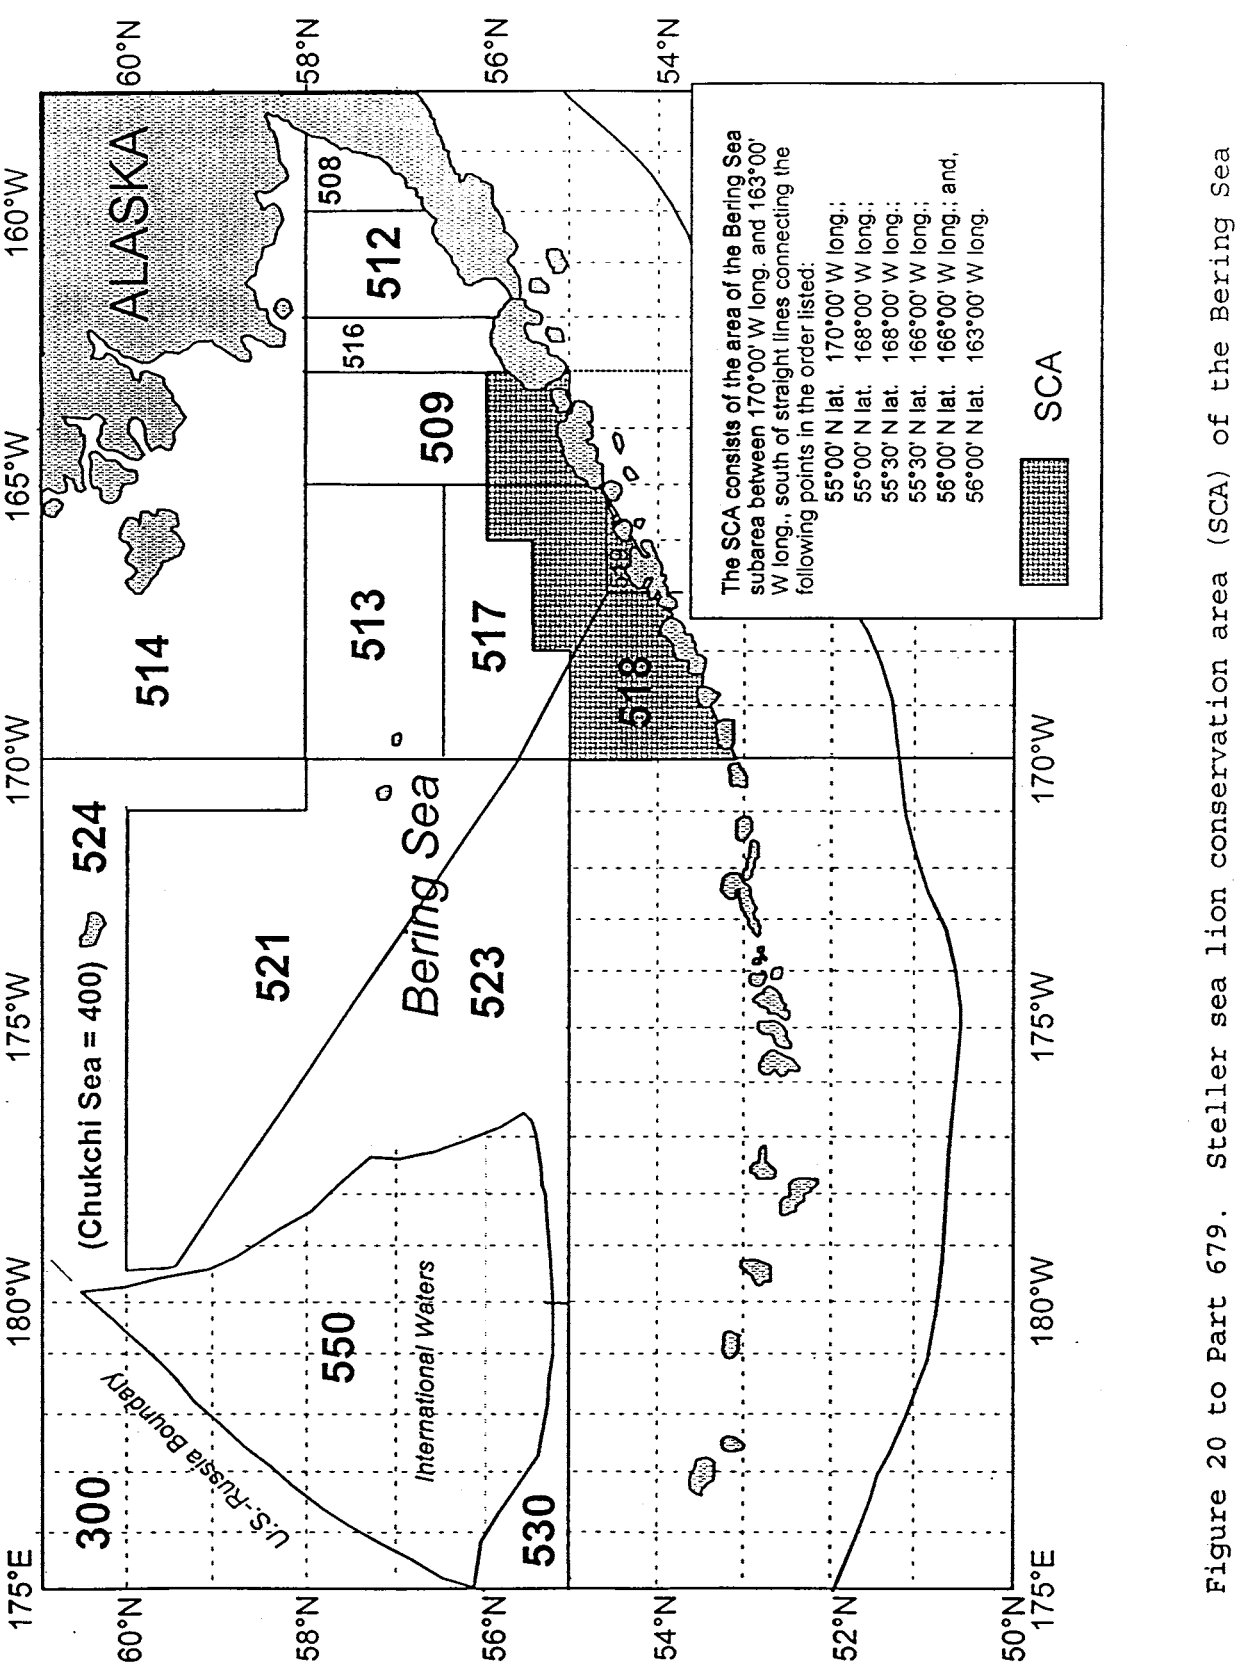 175°E
180°W
175°W
170°W
165°W
160°W
60°N
58°N
56°N
54°N
52°N
50°N
60°N
58°N
56°N
54°N
175°E
180°W
175°W
170°W
300
U.S.-Russia Boundary
(Chukchi Sea = 400)
524
514
ALASKA
521
550
International Waters
530
Bering Sea
523
513
517
509
516
512
508
518
519
The SCA consists of the area of the Bering Sea
subarea between 170°00' W long. and 163°00'
W long., south of straight lines connecting the
following points in the order listed:
55°00' N lat. 170°00' W long.;
55°00' N lat. 168°00' W long.;
55°30' N lat. 168°00' W long.;
55°30' N lat. 166°00' W long.;
56°00' N lat. 166°00' W long.; and,
56°00' N lat. 163°00' W long.
SCA
Figure 20 to Part 679. Steller sea lion conservation area (SCA) of the Bering Sea